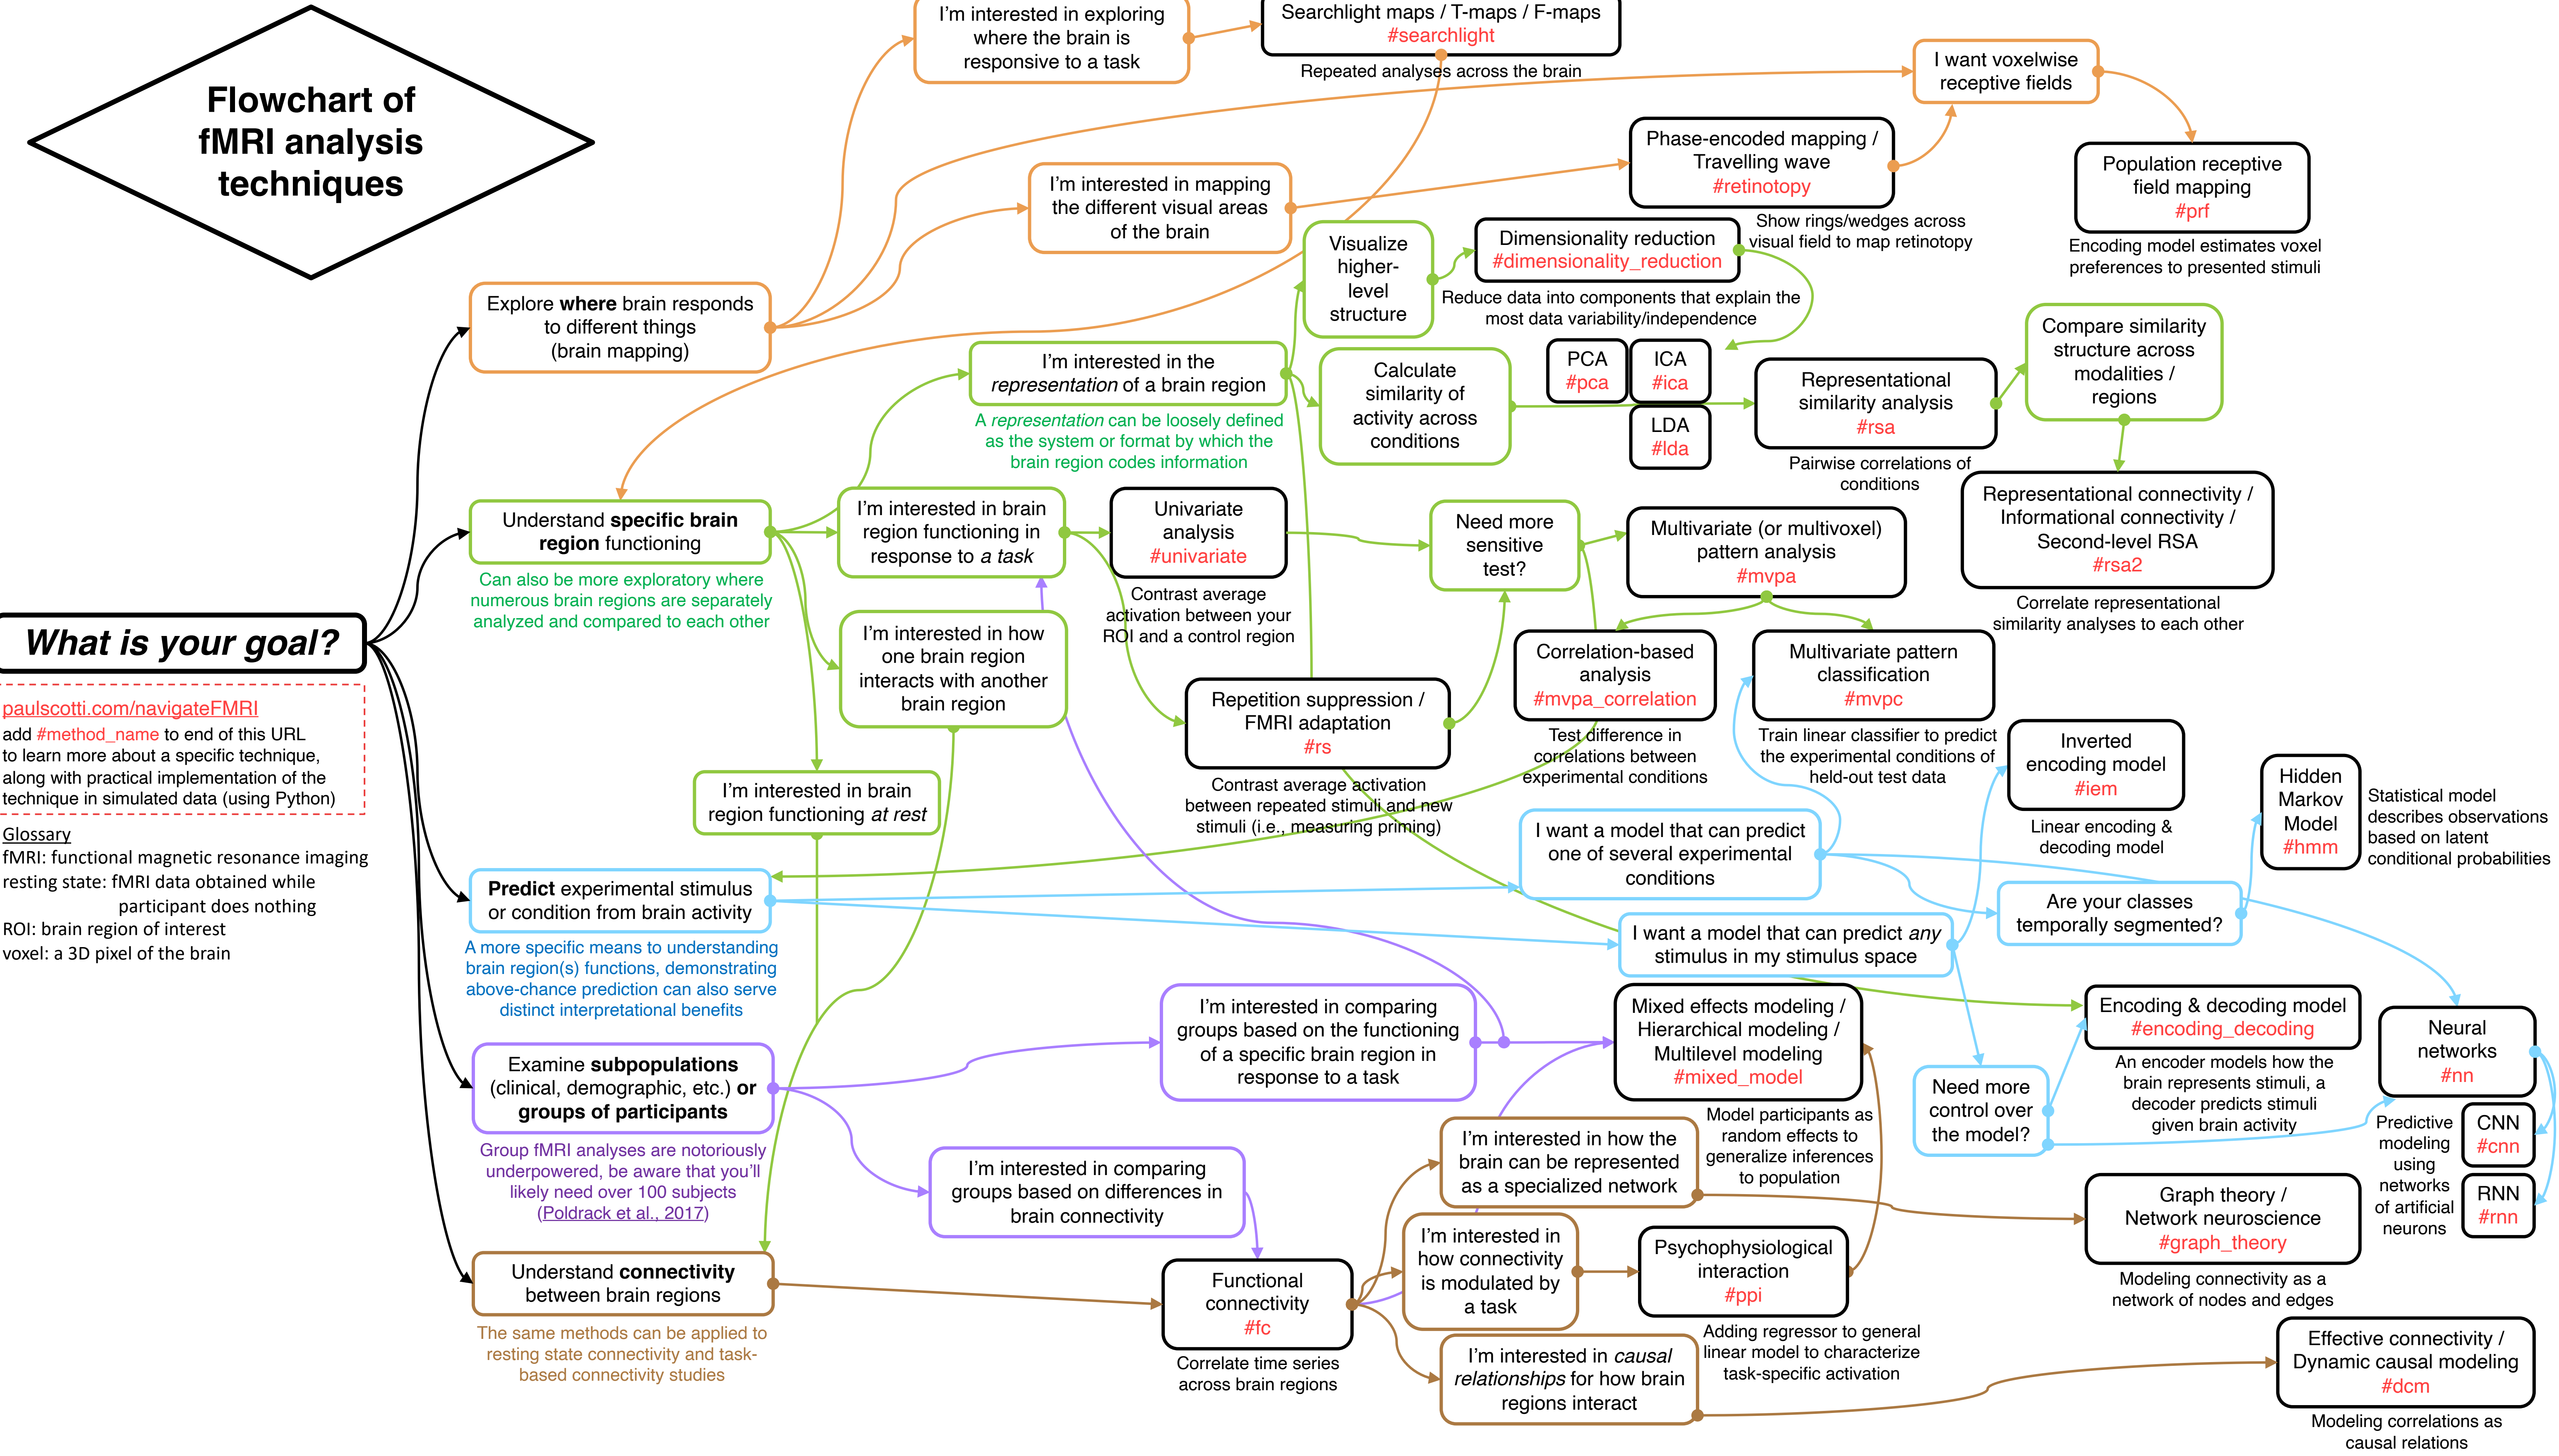 Flowchart of
fMRI analysis
techniques
What is your goal?
paulscotti.com/navigateFMRI
add #method_name to end of this URL
to learn more about a specific technique,
along with practical implementation of the
technique in simulated data (using Python)
Glossary
fMRI: functional magnetic resonance imaging
resting state: fMRI data obtained while
participant does nothing
ROI: brain region of interest
voxel: a 3D pixel of the brain
Explore where brain responds
to different things
(brain mapping)
I'm interested in exploring
where the brain is
responsive to a task
Searchlight maps / T-maps / F-maps
#searchlight
Repeated analyses across the brain
I'm interested in mapping
the different visual areas
of the brain
Phase-encoded mapping /
Travelling wave
#retinotopy
Show rings/wedges across
visual field to map retinotopy
I want voxelwise
receptive fields
Population receptive
field mapping
#prf
Encoding model estimates voxel
preferences to presented stimuli
Understand specific brain
region functioning
Can also be more exploratory where
numerous brain regions are separately
analyzed and compared to each other
I'm interested in the
representation of a brain region
A representation can be loosely defined
as the system or format by which the
brain region codes information
Visualize
higher-
level
structure
Dimensionality reduction
#dimensionality_reduction
Reduce data into components that explain the
most data variability/independence
PCA
#pca
ICA
#ica
LDA
#lda
Calculate
similarity of
activity across
conditions
Representational
similarity analysis
#rsa
Pairwise correlations of
conditions
Compare similarity
structure across
modalities /
regions
Representational connectivity /
Informational connectivity /
Second-level RSA
#rsa2
Correlate representational
similarity analyses to each other
I'm interested in brain
region functioning in
response to a task
Univariate
analysis
#univariate
Contrast average
activation between your
ROI and a control region
Need more
sensitive
test?
Multivariate (or multivoxel)
pattern analysis
#mvpa
Correlation-based
analysis
#mvpa_correlation
Test difference in
correlations between
experimental conditions
Multivariate pattern
classification
#mvpc
Train linear classifier to predict
the experimental conditions of
held-out test data
I'm interested in how
one brain region
interacts with another
brain region
Repetition suppression /
FMRI adaptation
#rs
Contrast average activation
between repeated stimuli and new
stimuli (i.e., measuring priming)
I'm interested in brain
region functioning at rest
Predict experimental stimulus
or condition from brain activity
A more specific means to understanding
brain region(s) functions, demonstrating
above-chance prediction can also serve
distinct interpretational benefits
I want a model that can predict
one of several experimental
conditions
I want a model that can predict any
stimulus in my stimulus space
Inverted
encoding model
#iem
Linear encoding &
decoding model
Hidden
Markov
Model
#hmm
Statistical model
describes observations
based on latent
conditional probabilities
Are your classes
temporally segmented?
Encoding & decoding model
#encoding_decoding
An encoder models how the
brain represents stimuli, a
decoder predicts stimuli
given brain activity
Need more
control over
the model?
Neural
networks
#nn
Predictive
modeling
using
networks
of artificial
neurons
CNN
#cnn
RNN
#rnn
Examine subpopulations
(clinical, demographic, etc.) or
groups of participants
Group fMRI analyses are notoriously
underpowered, be aware that you'll
likely need over 100 subjects
(Poldrack et al., 2017)
I'm interested in comparing
groups based on the functioning
of a specific brain region in
response to a task
Mixed effects modeling /
Hierarchical modeling /
Multilevel modeling
#mixed_model
Model participants as
random effects to
generalize inferences
to population
I'm interested in comparing
groups based on differences in
brain connectivity
Understand connectivity
between brain regions
The same methods can be applied to
resting state connectivity and task-
based connectivity studies
Functional
connectivity
#fc
Correlate time series
across brain regions
I'm interested in how the
brain can be represented
as a specialized network
Graph theory /
Network neuroscience
#graph_theory
Modeling connectivity as a
network of nodes and edges
I'm interested in
how connectivity
is modulated by
a task
Psychophysiological
interaction
#ppi
Adding regressor to general
linear model to characterize
task-specific activation
I'm interested in causal
relationships for how brain
regions interact
Effective connectivity /
Dynamic causal modeling
#dcm
Modeling correlations as
causal relations